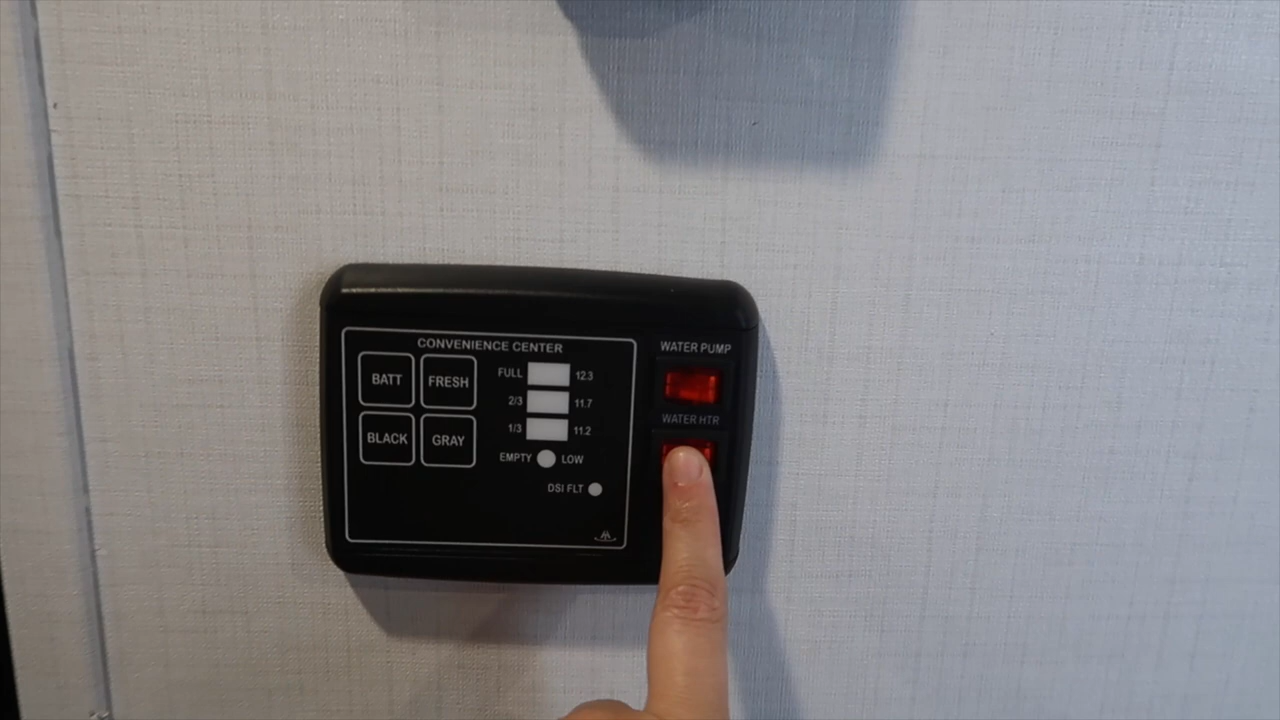 CONVENIENCE CENTER
BATT FRESH
BLACK GRAY
FULL 12.3
2/3 11.7
1/3 11.2
EMPTY LOW
DSI FLT
WATER PUMP
WATER HTR